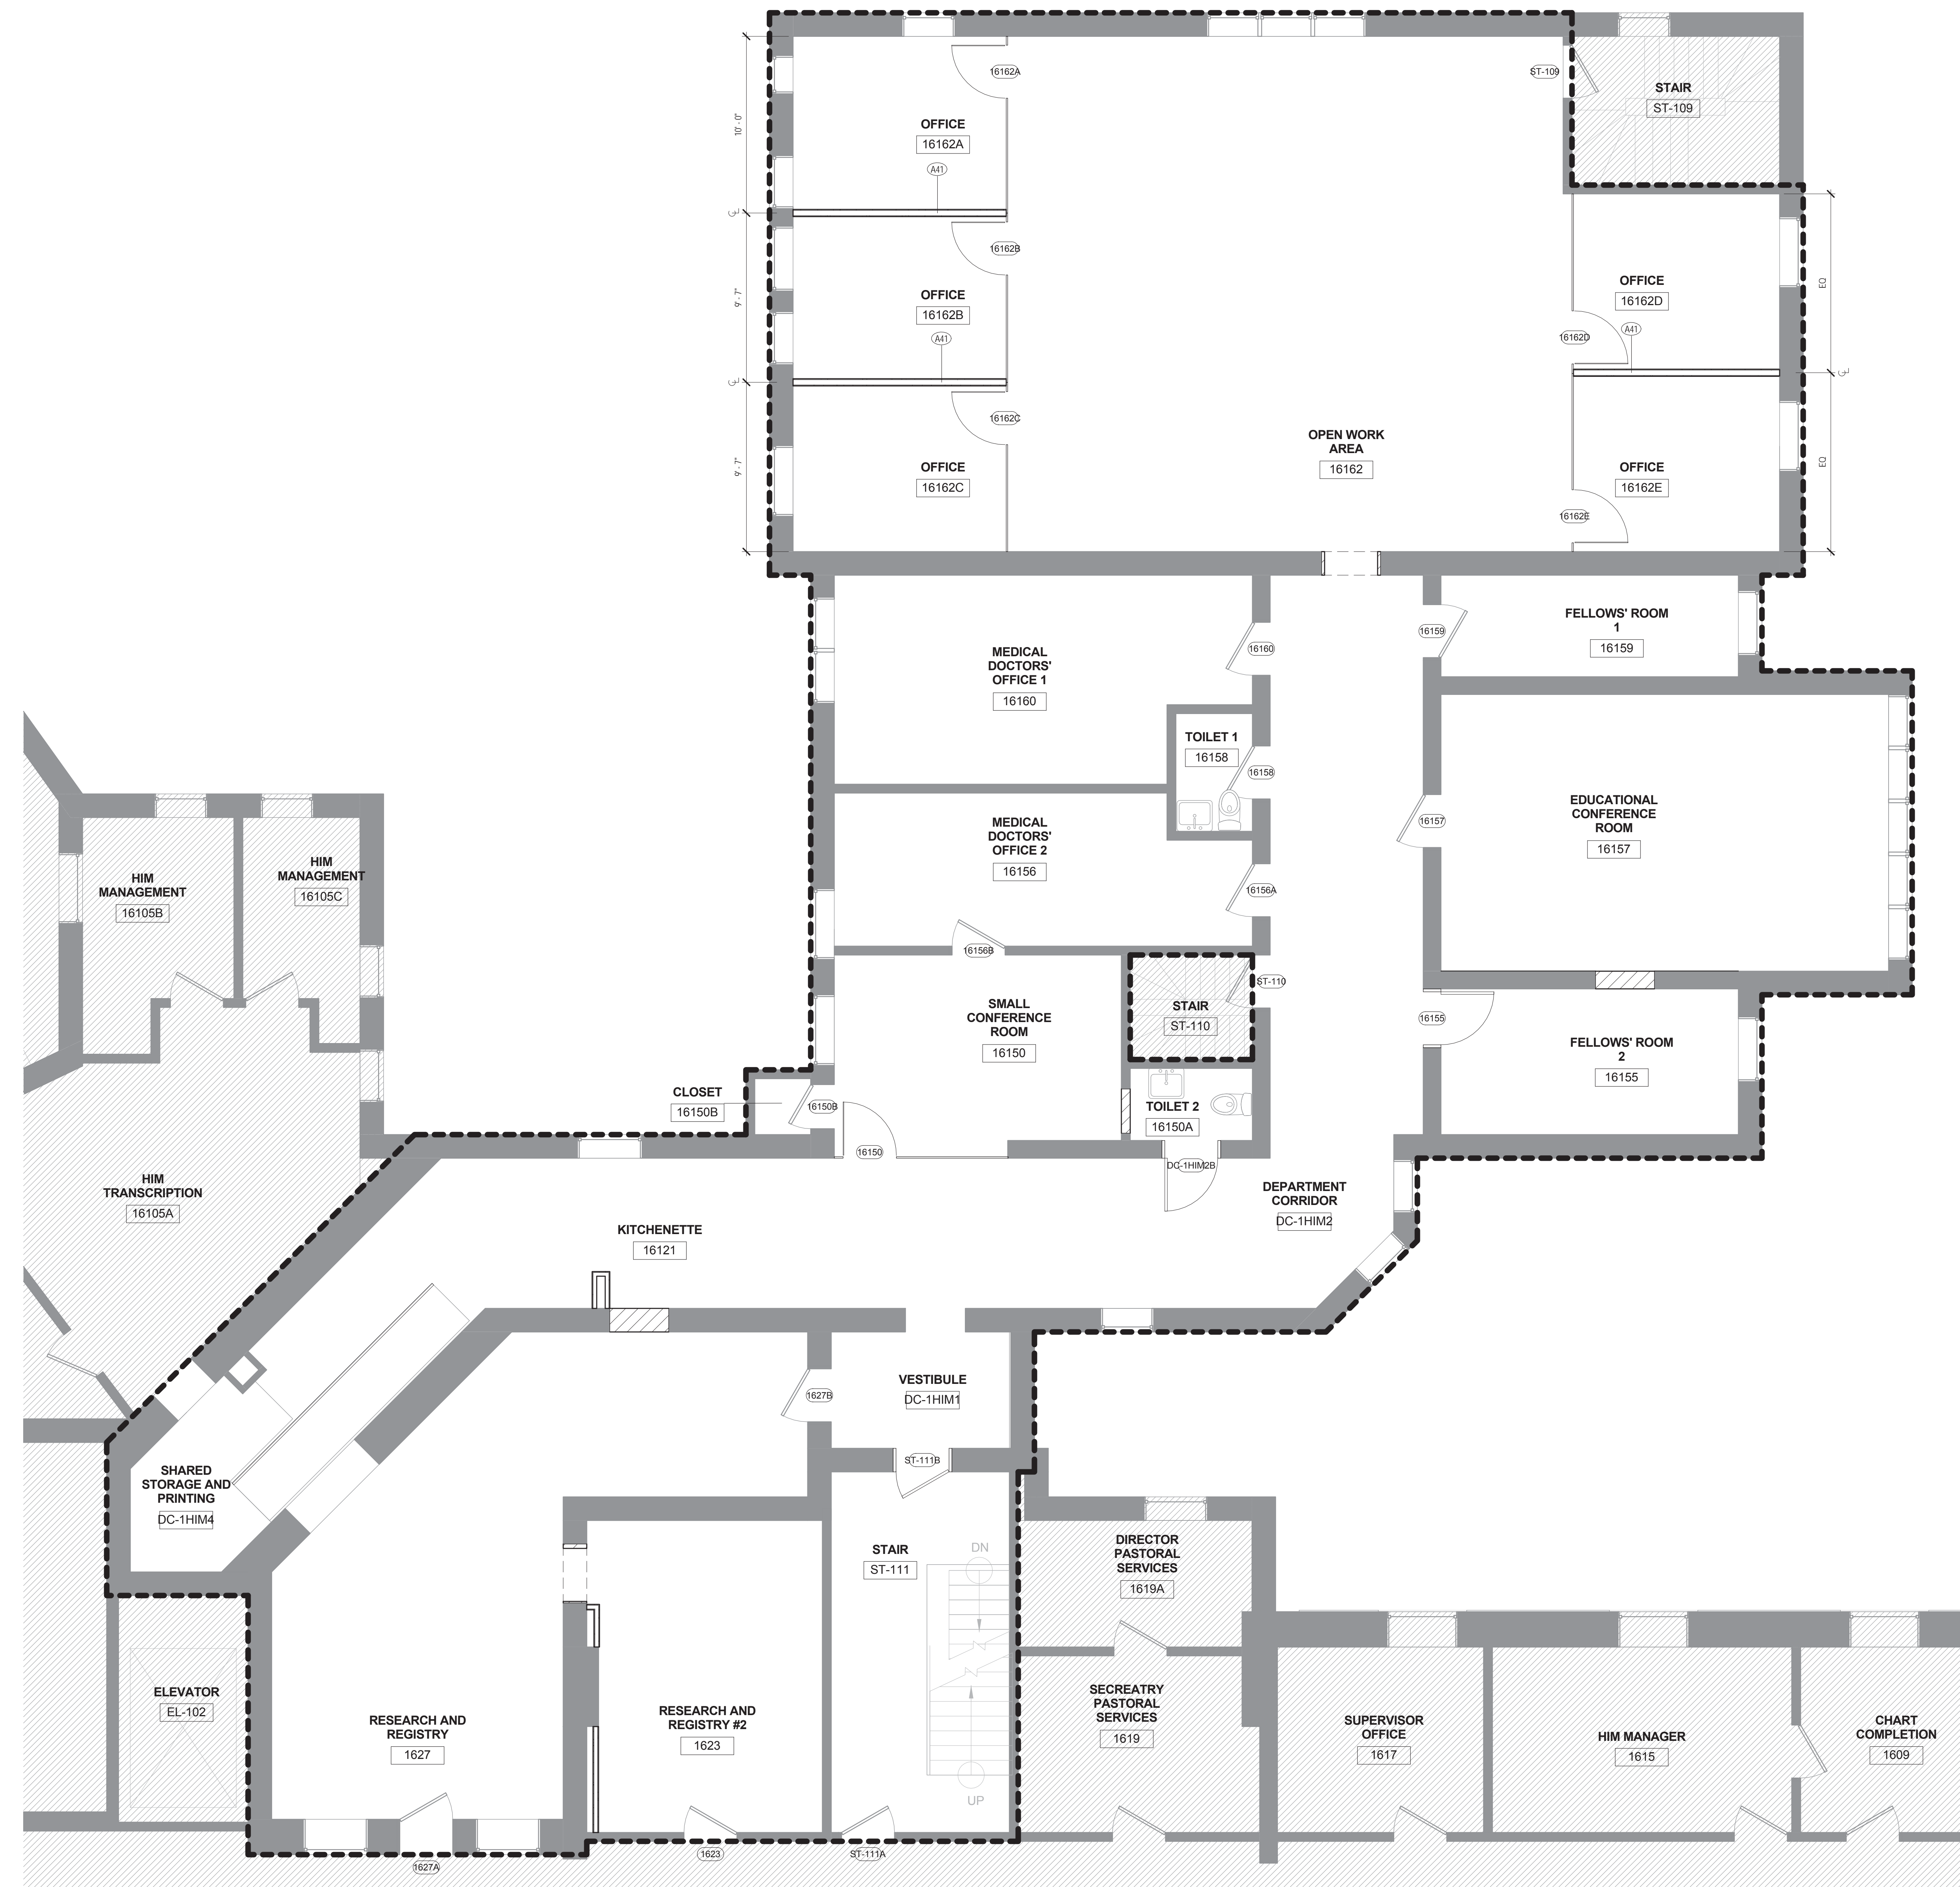 16162A
ST-109
STAIR
ST-109
10' - 0"
OFFICE
16162A
A41
CL
16162B
9' - 7"
OFFICE
16162B
A41
OFFICE
16162D
EQ
16162D
A41
CL
CL
16162C
9' - 7"
OFFICE
16162C
OPEN WORK
AREA
16162
OFFICE
16162E
EQ
16162E
MEDICAL
DOCTORS'
OFFICE 1
16160
16160
16159
FELLOWS' ROOM
1
16159
TOILET 1
16158
16158
MEDICAL
DOCTORS'
OFFICE 2
16156
16156A
16157
EDUCATIONAL
CONFERENCE
ROOM
16157
HIM
MANAGEMENT
16105B
HIM
MANAGEMENT
16105C
16156B
SMALL
CONFERENCE
ROOM
16150
STAIR
ST-110
ST-110
16155
FELLOWS' ROOM
2
16155
CLOSET
16150B
16150B
16150
TOILET 2
16150A
DC-1HIM2B
HIM
TRANSCRIPTION
16105A
KITCHENETTE
16121
DEPARTMENT
CORRIDOR
DC-1HIM2
1627B
VESTIBULE
DC-1HIM1
ST-111B
SHARED
STORAGE AND
PRINTING
DC-1HIM4
STAIR
ST-111
DN
UP
DIRECTOR
PASTORAL
SERVICES
1619A
ELEVATOR
EL-102
RESEARCH AND
REGISTRY
1627
RESEARCH AND
REGISTRY #2
1623
SECREATRY
PASTORAL
SERVICES
1619
SUPERVISOR
OFFICE
1617
HIM MANAGER
1615
CHART
COMPLETION
1609
1627A
1623
ST-111A